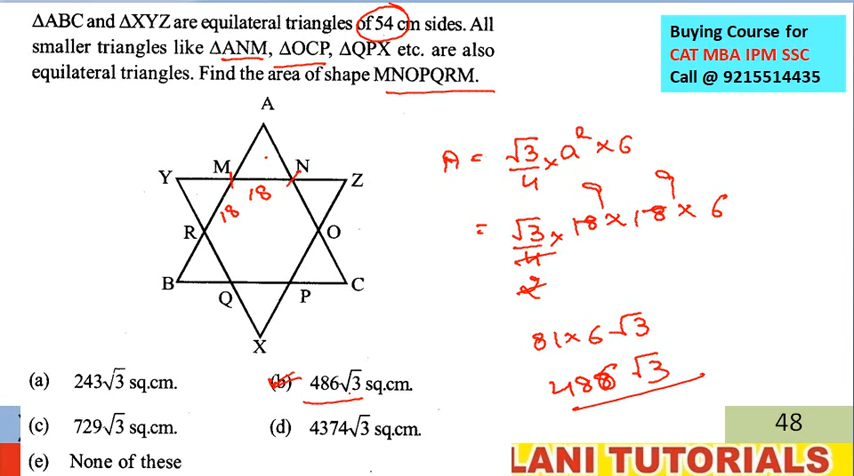 ΔABC and ΔXYZ are equilateral triangles of 54 cm sides. All
smaller triangles like ΔANM, ΔOCP, ΔQPX etc. are also
equilateral triangles. Find the area of shape MNOPQRM.
Buying Course for
CAT MBA IPM SSC
Call @ 9215514435
A
Y M N Z
18 18
R O
B Q P C
X
A = √3/4 × a² × 6
9 9
= √3/4 × 18 × 18 × 6
2
81 × 6 √3
486 √3
(a) 243√3 sq.cm.
(b) 486√3 sq.cm.
(c) 729√3 sq.cm.
(d) 4374√3 sq.cm.
(e) None of these
48
LANI TUTORIALS